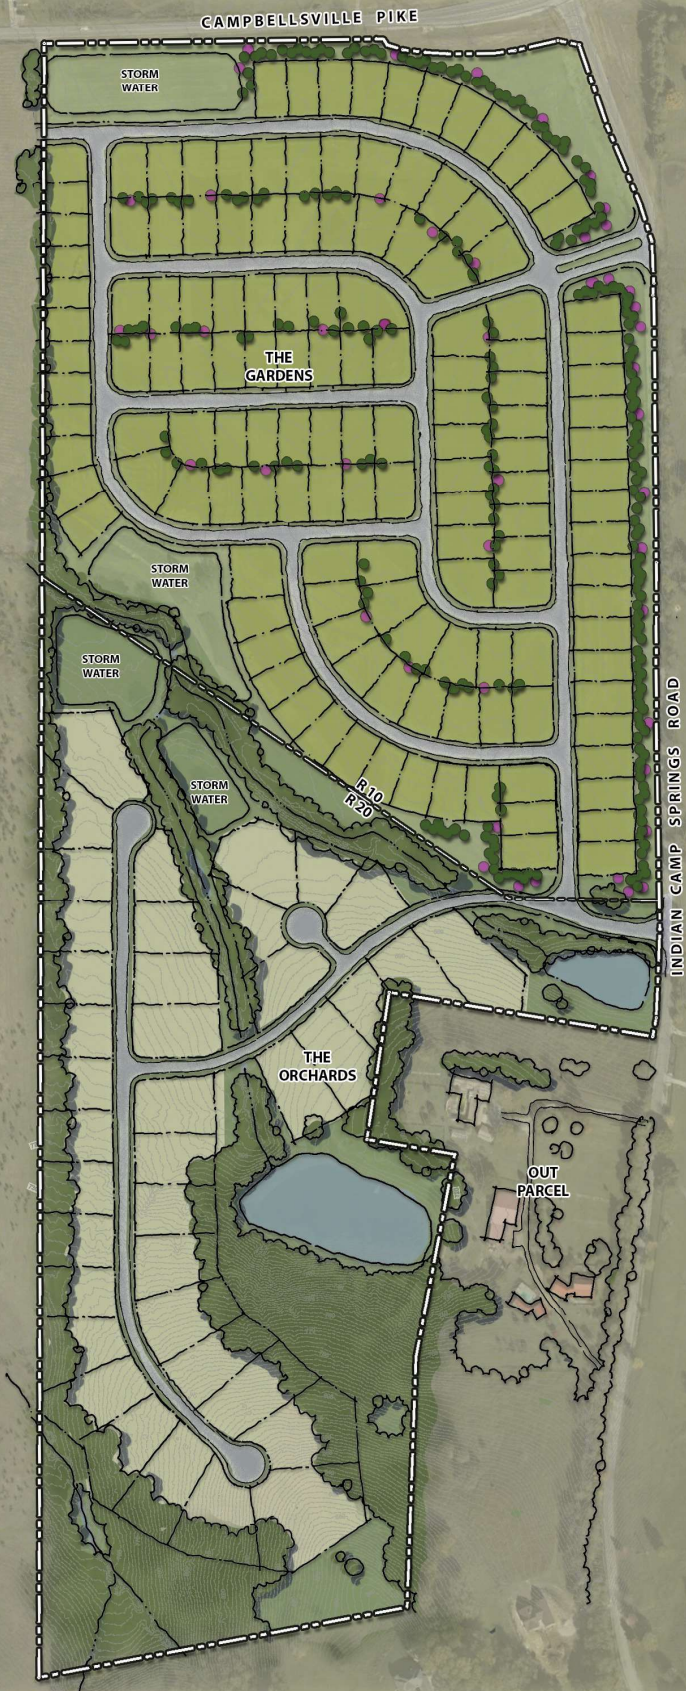 CAMPBELLSVILLE PIKE
STORM
WATER
THE
GARDENS
STORM
WATER
STORM
WATER
STORM
WATER
R 10
R 20
INDIAN CAMP SPRINGS ROAD
THE
ORCHARDS
OUT
PARCEL